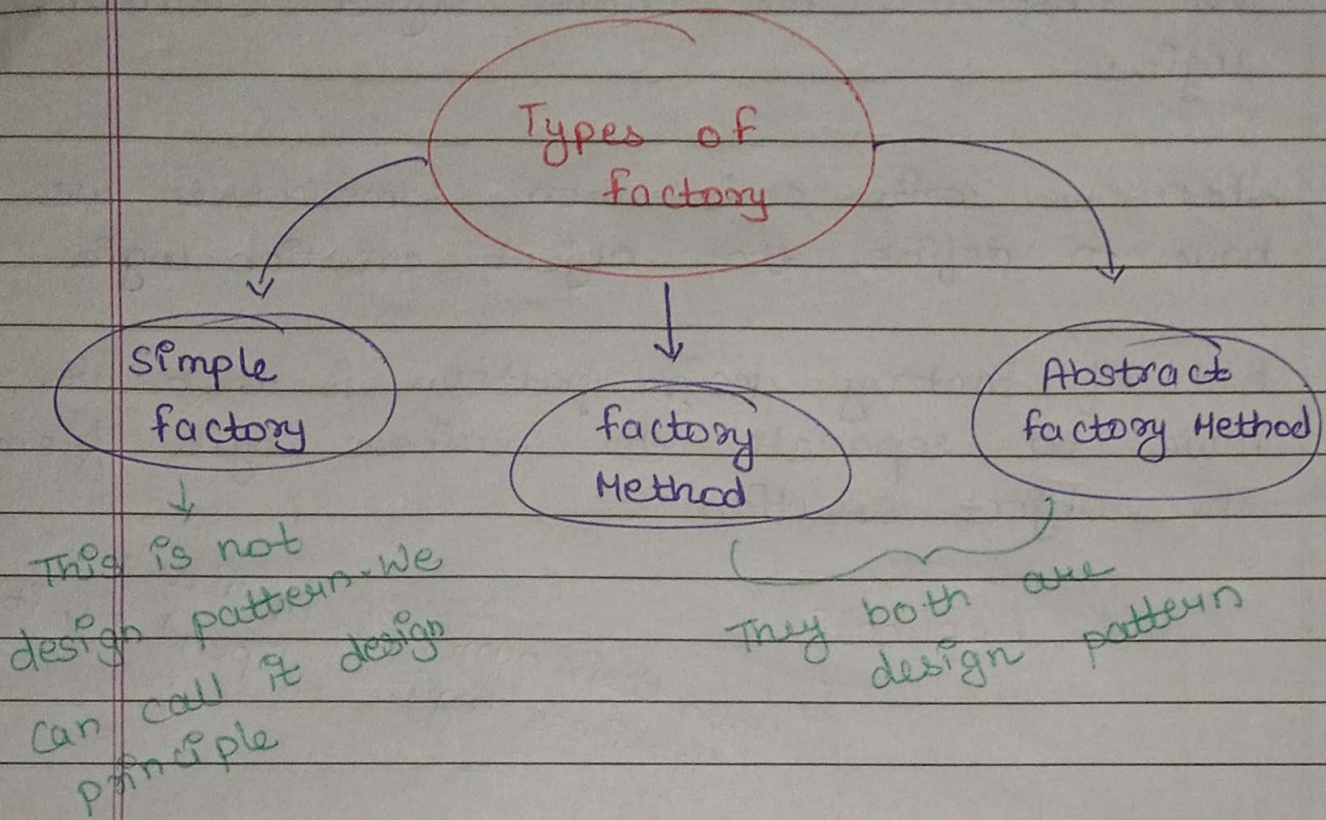 Types of
factory
Simple
factory
factory
Method
Abstract
factory Method
This is not
design pattern. We
can call it design
principle
They both are
design pattern